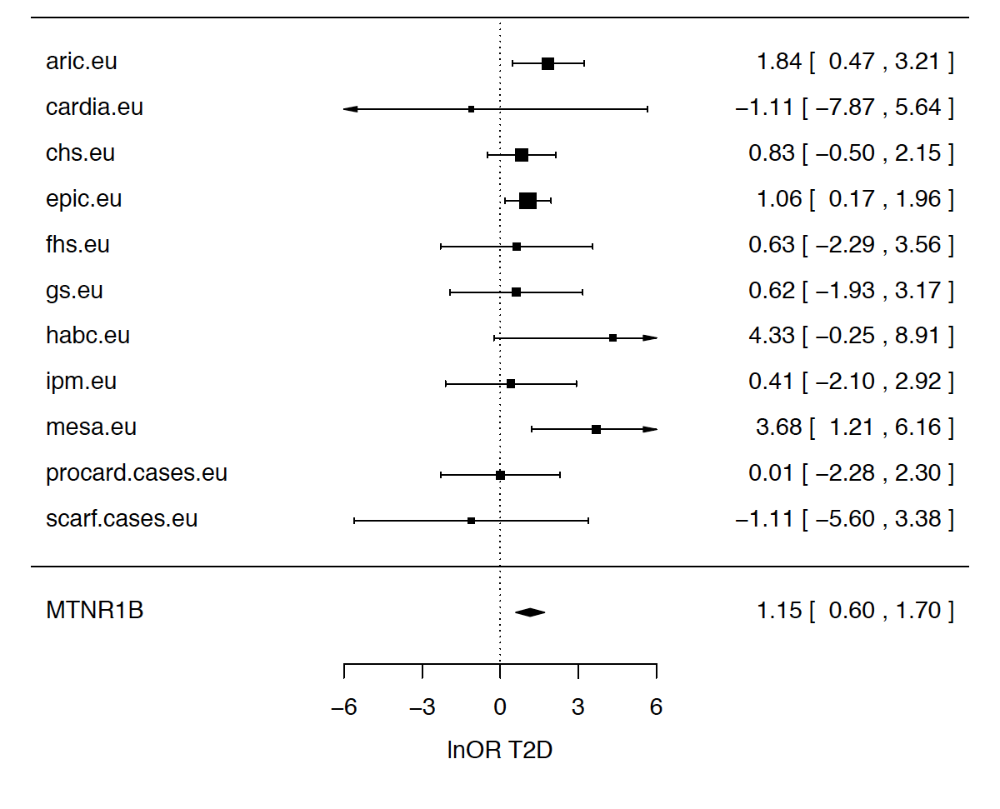 aric.eu 1.84 [ 0.47 , 3.21 ]
cardia.eu −1.11 [ −7.87 , 5.64 ]
chs.eu 0.83 [ −0.50 , 2.15 ]
epic.eu 1.06 [ 0.17 , 1.96 ]
fhs.eu 0.63 [ −2.29 , 3.56 ]
gs.eu 0.62 [ −1.93 , 3.17 ]
habc.eu 4.33 [ −0.25 , 8.91 ]
ipm.eu 0.41 [ −2.10 , 2.92 ]
mesa.eu 3.68 [ 1.21 , 6.16 ]
procard.cases.eu 0.01 [ −2.28 , 2.30 ]
scarf.cases.eu −1.11 [ −5.60 , 3.38 ]
MTNR1B 1.15 [ 0.60 , 1.70 ]
−6 −3 0 3 6
lnOR T2D